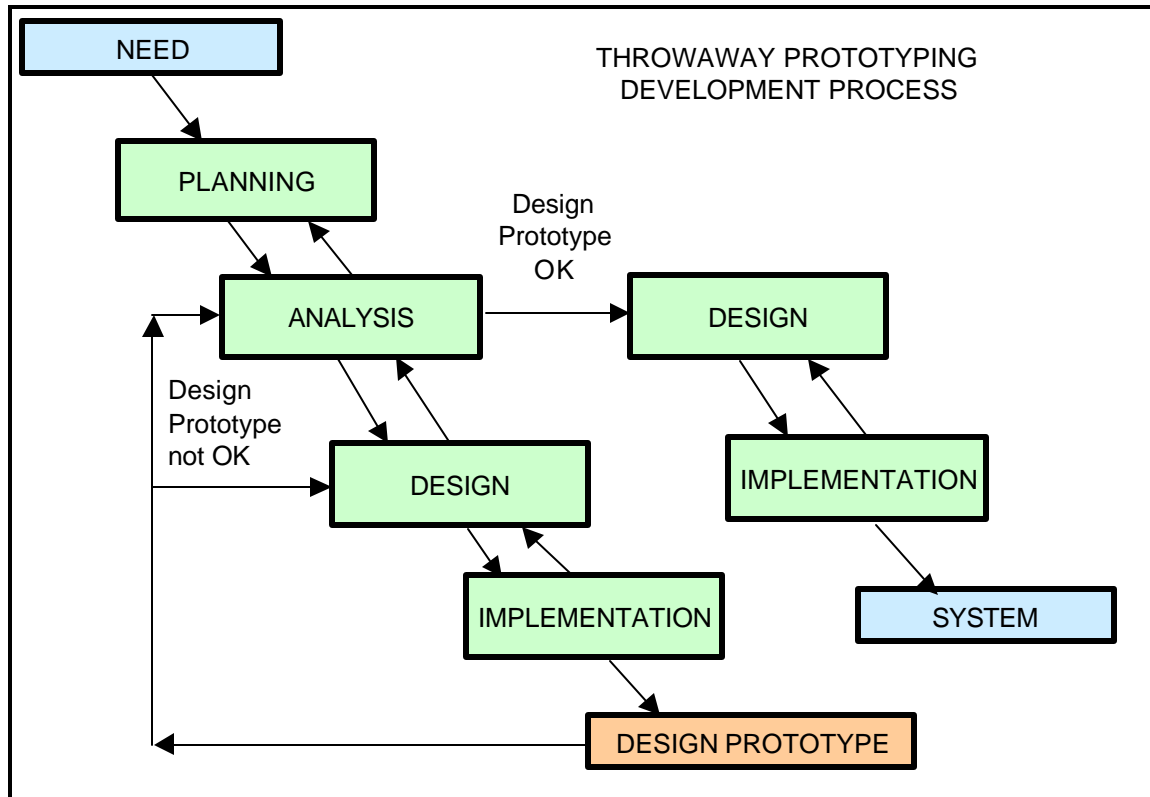 NEED
THROWAWAY PROTOTYPING
DEVELOPMENT PROCESS
PLANNING
Design
Prototype
OK
ANALYSIS
DESIGN
Design
Prototype
not OK
DESIGN
IMPLEMENTATION
IMPLEMENTATION
SYSTEM
DESIGN PROTOTYPE